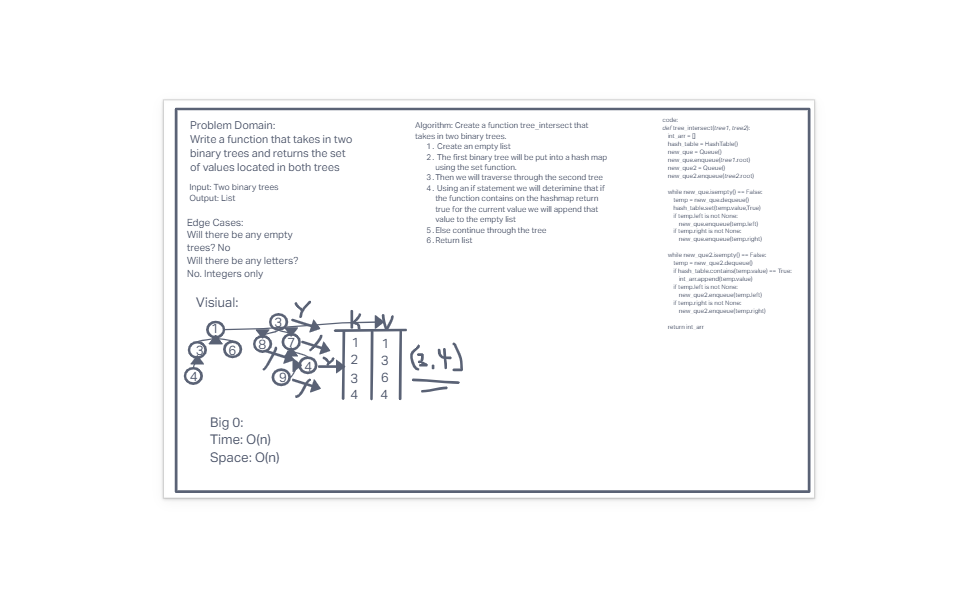 Problem Domain:
Write a function that takes in two
binary trees and returns the set
of values located in both trees
Input: Two binary trees
Output: List
Edge Cases:
Will there be any empty
trees? No
Will there be any letters?
No. Integers only
Visiual:
1
3
6
4
3
8
7
4
9
Y
Y
K V
1 1
2 3
3 6
4 4
(3,4)
Big 0:
Time: O(n)
Space: O(n)
Algorithm: Create a function tree_intersect that
takes in two binary trees.
1. Create an empty list
2. The first binary tree will be put into a hash map
using the set function.
3. Then we will traverse through the second tree
4. Using an if statement we will deterimine that if
the function contains on the hashmap return
true for the current value we will append that
value to the empty list
5. Else continue through the tree
6. Return list
code:
def tree_intersect(tree1, tree2):
int_arr = []
hash_table = HashTable()
new_que = Queue()
new_que.enqueue(tree1.root)
new_que2 = Queue()
new_que2.enqueue(tree2.root)
while new_que.isempty() == False:
temp = new_que.dequeue()
hash_table.set(temp.value,True)
if temp.left is not None:
new_que.enqueue(temp.left)
if temp.right is not None:
new_que.enqueue(temp.right)
while new_que2.isempty() == False:
temp = new_que2.dequeue()
if hash_table.contains(temp.value) == True:
int_arr.append(temp.value)
if temp.left is not None:
new_que2.enqueue(temp.left)
if temp.right is not None:
new_que2.enqueue(temp.right)
return int_arr